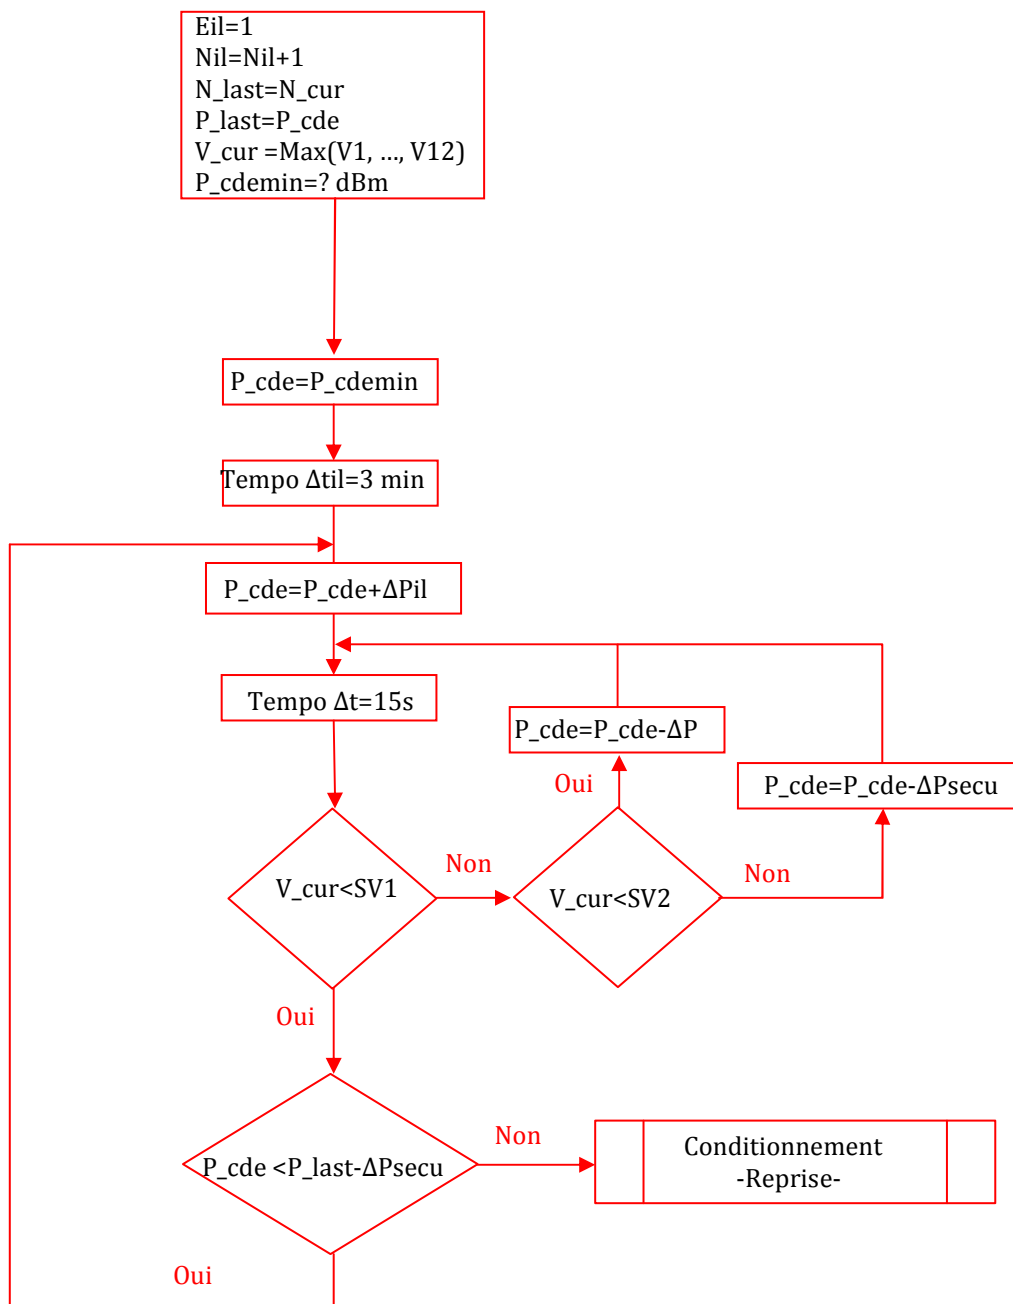 Eil=1
Nil=Nil+1
N_last=N_cur
P_last=P_cde
V_cur =Max(V1, ..., V12)
P_cdemin=? dBm
P_cde=P_cdemin
Tempo Δtil=3 min
P_cde=P_cde+ΔPil
Tempo Δt=15s
P_cde=P_cde-ΔP
Oui
P_cde=P_cde-ΔPsecu
V_cur<SV1
Non
V_cur<SV2
Non
Oui
P_cde <P_last-ΔPsecu
Non
Conditionnement
-Reprise-
Oui